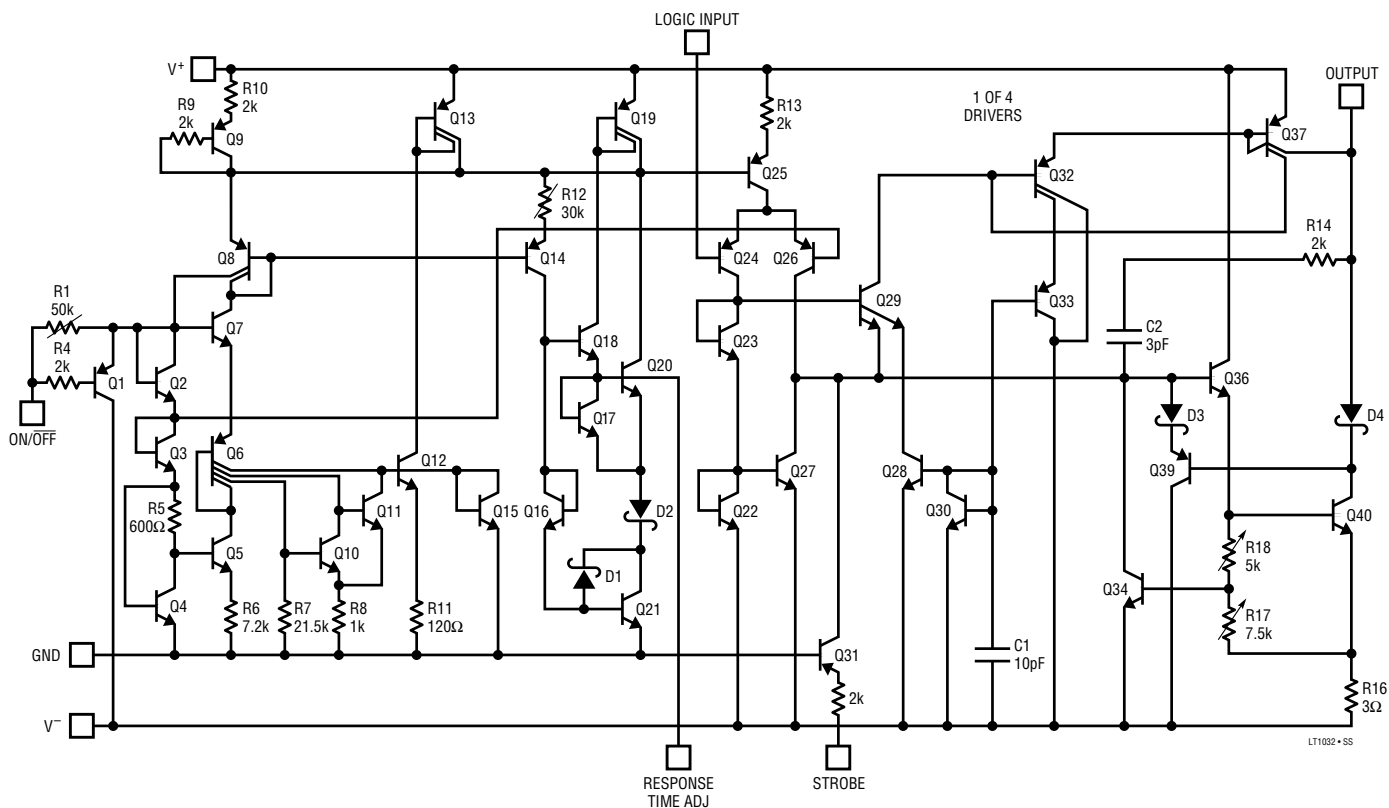 LOGIC INPUT
V+
R10
2k
R9
2k
Q9
Q13
Q19
R13
2k
1 OF 4
DRIVERS
OUTPUT
Q37
Q25
Q32
R12
30k
Q8
Q14
Q24
Q26
R14
2k
R1
50k
R4
2k
Q7
Q29
Q33
Q18
Q23
C2
3pF
Q1
Q2
Q20
Q36
ON/OFF
Q17
D3
D4
Q3
Q6
Q12
Q27
Q28
Q39
R5
600Ω
Q11
Q15
Q16
D2
Q22
Q30
Q40
Q5
Q10
R18
5k
D1
Q4
Q34
R6
7.2k
R7
21.5k
R8
1k
R11
120Ω
Q21
R17
7.5k
GND
Q31
C1
10pF
2k
R16
3Ω
V−
LT1032 • SS
RESPONSE
TIME ADJ
STROBE